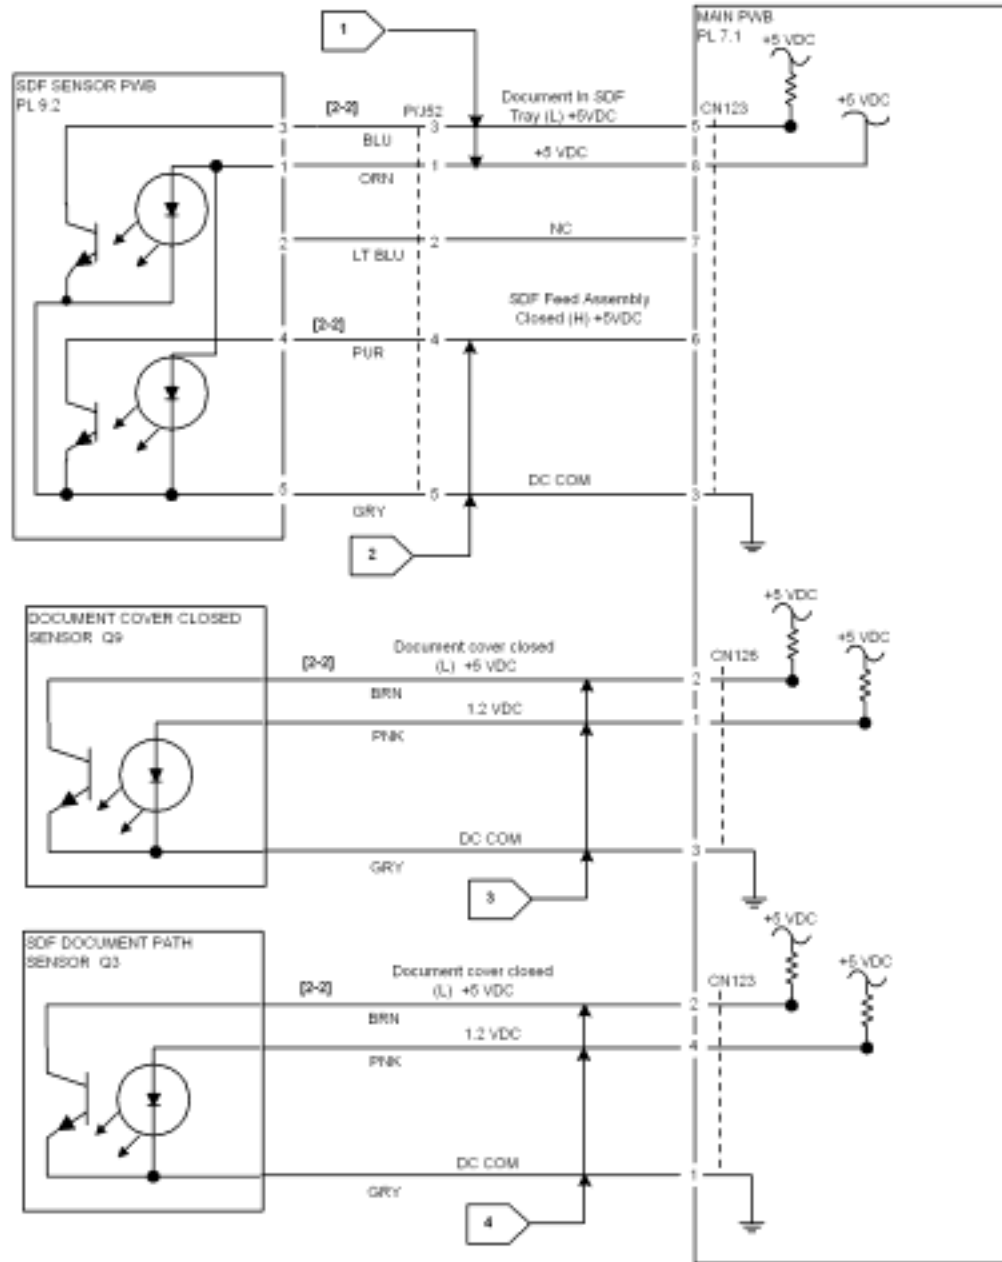 1
MAIN PWB
PL 7.1
+5 VDC
SDF SENSOR PWB
PL 9.2
[2-2]
P/J52
Document In SDF
Tray (L) +5VDC
CN123
+5 VDC
3
3
5
BLU
+5 VDC
1
1
8
ORN
NC
2
2
7
LT BLU
SDF Feed Assembly
Closed (H) +5VDC
[2-2]
4
4
6
PUR
DC COM
5
5
3
GRY
2
+5 VDC
DOCUMENT COVER CLOSED
SENSOR Q9
+5 VDC
Document cover closed
(L) +5 VDC
[2-2]
CN126
2
BRN
1.2 VDC
1
PNK
DC COM
3
GRY
3
+5 VDC
SDF DOCUMENT PATH
SENSOR Q3
+5 VDC
Document cover closed
(L) +5 VDC
[2-2]
CN123
2
BRN
1.2 VDC
4
PNK
DC COM
1
GRY
4